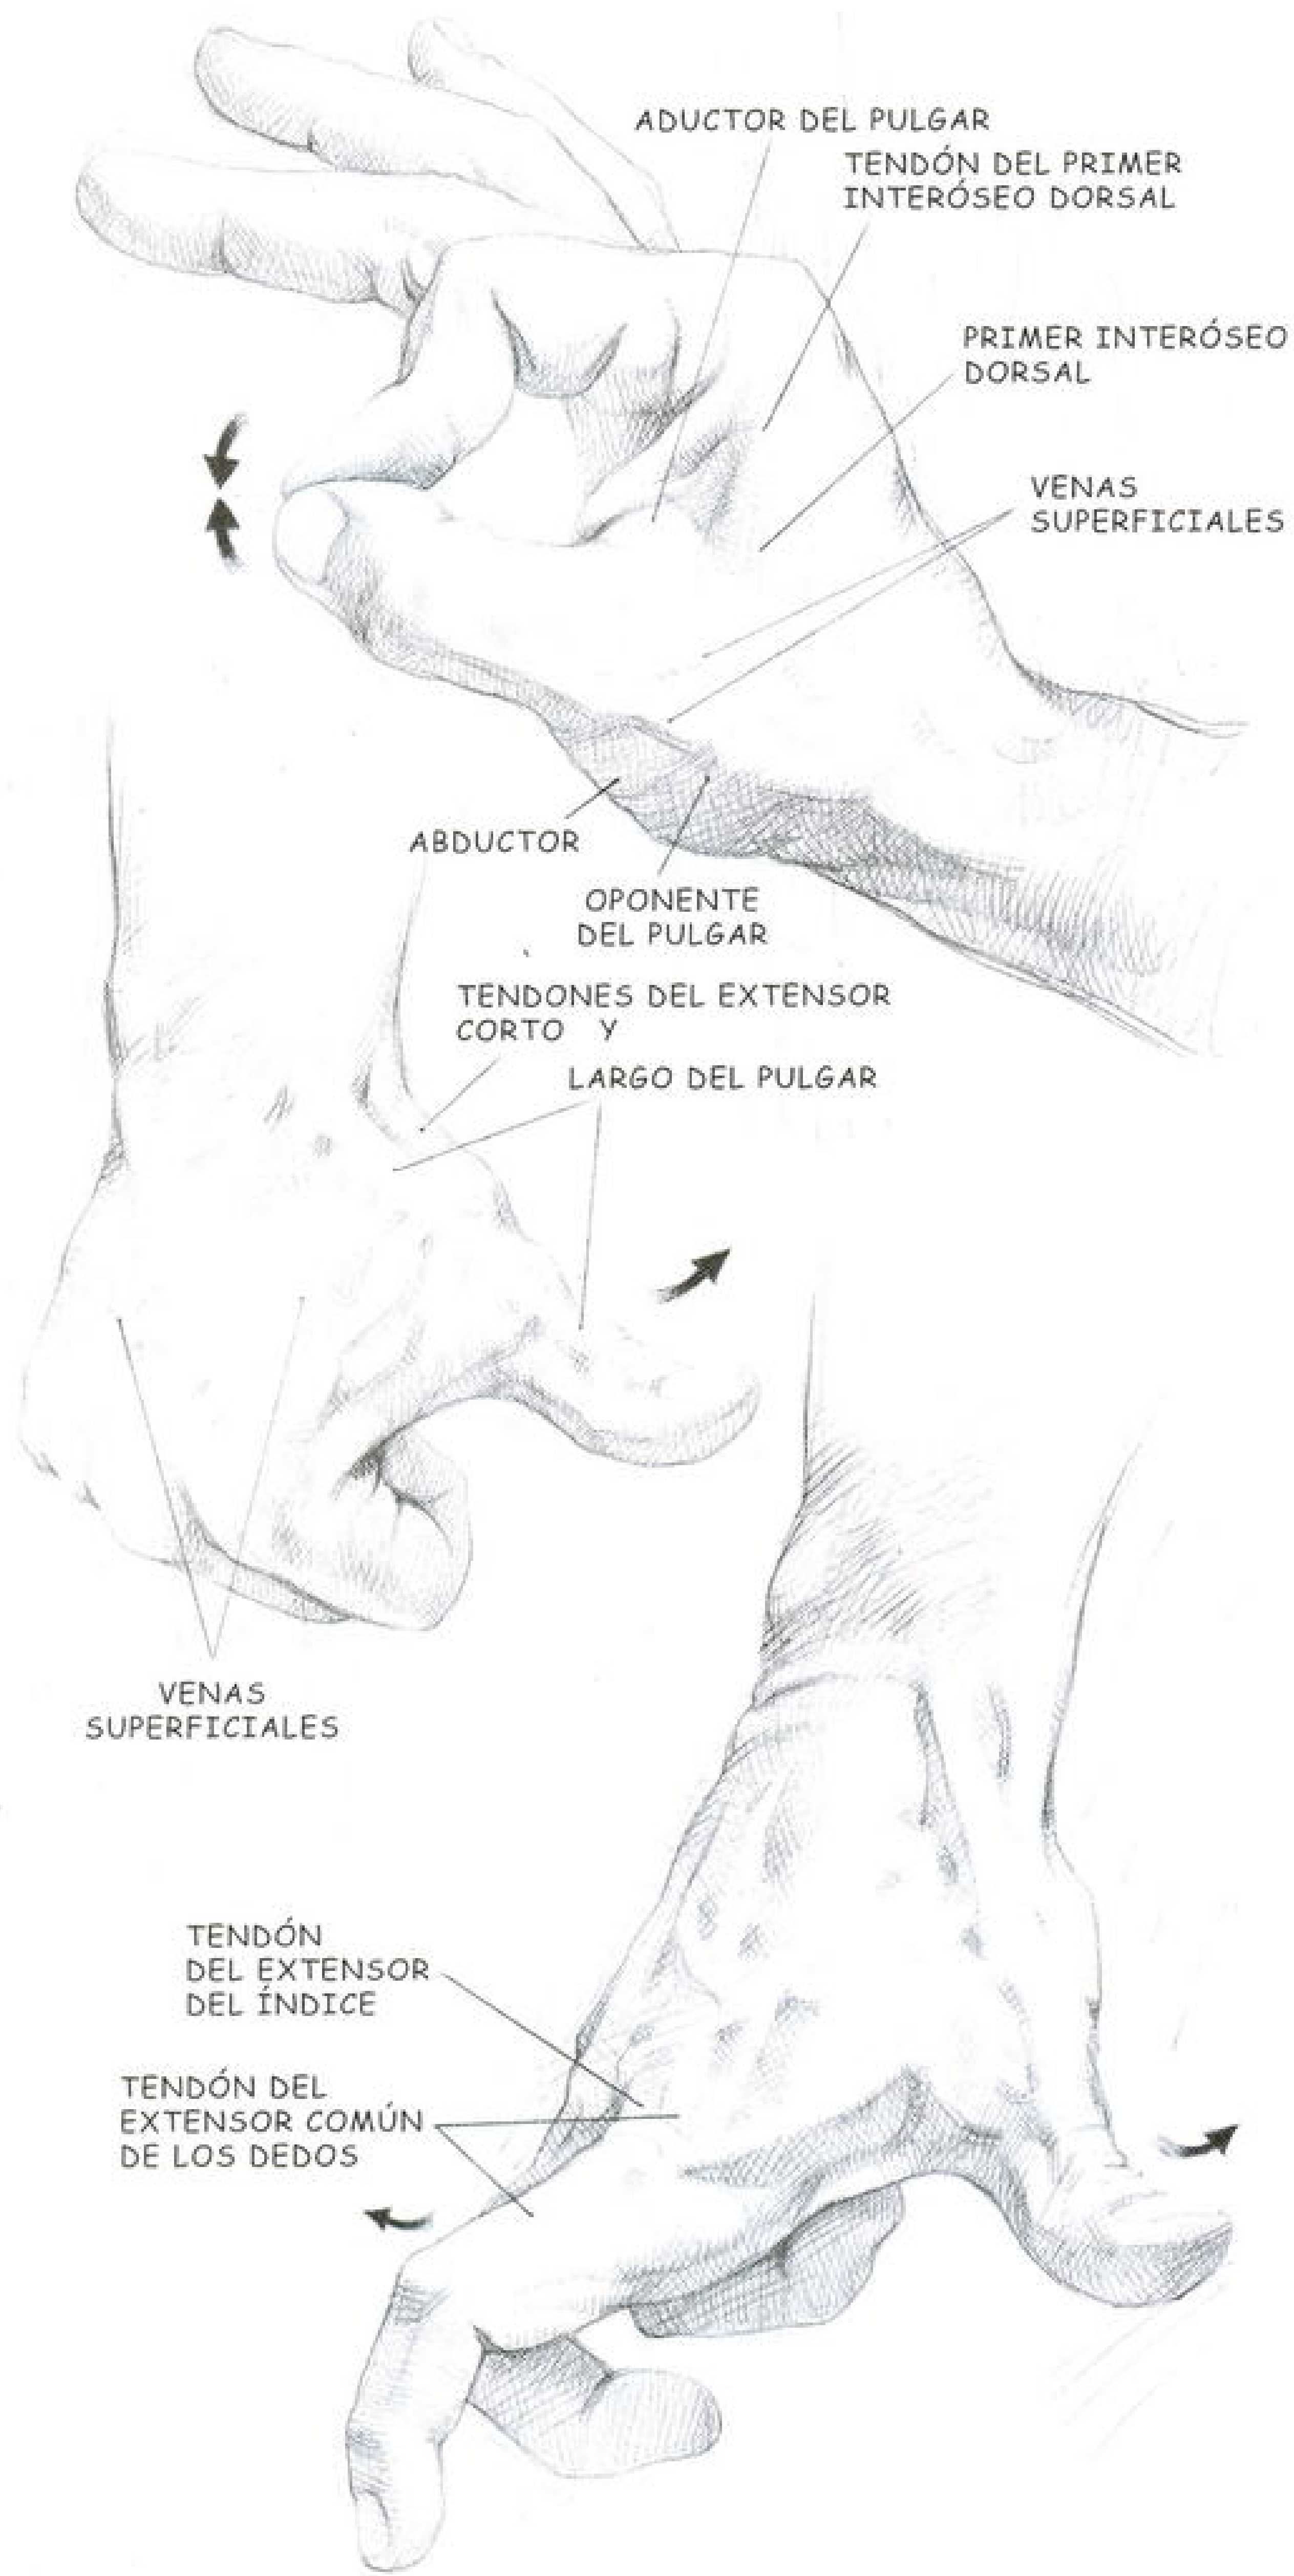 ADUCTOR DEL PULGAR
TENDÓN DEL PRIMER
INTERÓSEO DORSAL
PRIMER INTERÓSEO
DORSAL
VENAS
SUPERFICIALES
ABDUCTOR
OPONENTE
DEL PULGAR
TENDONES DEL EXTENSOR
CORTO Y
LARGO DEL PULGAR
VENAS
SUPERFICIALES
TENDÓN
DEL EXTENSOR
DEL ÍNDICE
TENDÓN DEL
EXTENSOR COMÚN
DE LOS DEDOS